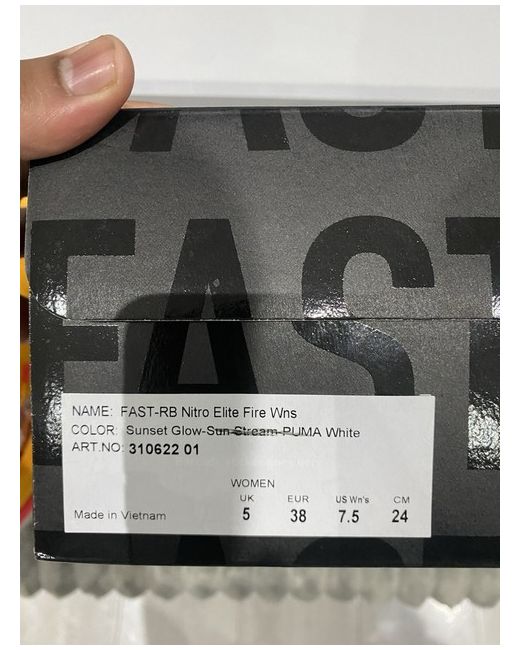 FAST
FAST
NAME: FAST-RB Nitro Elite Fire Wns
COLOR: Sunset Glow-Sun Stream-PUMA White
ART.NO: 310622 01
WOMEN
UK EUR US Wn's CM
Made in Vietnam 5 38 7.5 24